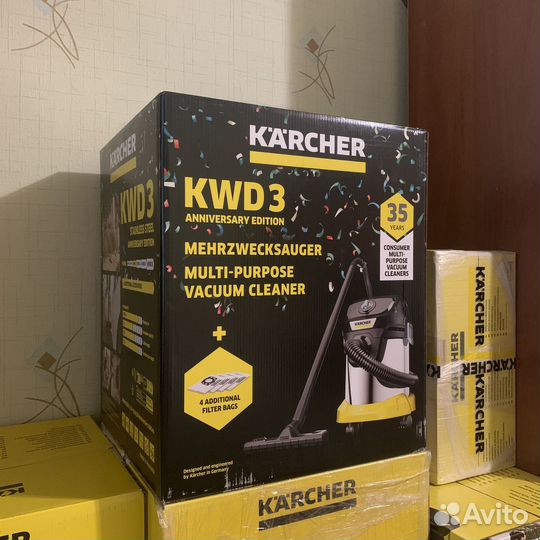 KÄRCHER
KWD 3
ANNIVERSARY EDITION
MEHRZWECKSAUGER
MULTI-PURPOSE
VACUUM CLEANER
35
YEARS
CONSUMER
MULTI-
PURPOSE
VACUUM
CLEANERS
+
4 ADDITIONAL
FILTER BAGS
KÄRCHER
Designed and engineered
by Kärcher in Germany
KÄRCHER
KWD 3
STAINLESS STEEL
ANNIVERSARY EDITION
KÄRCHER
KÄRCHER
KÄRCHER
KÄRCHER
Avito